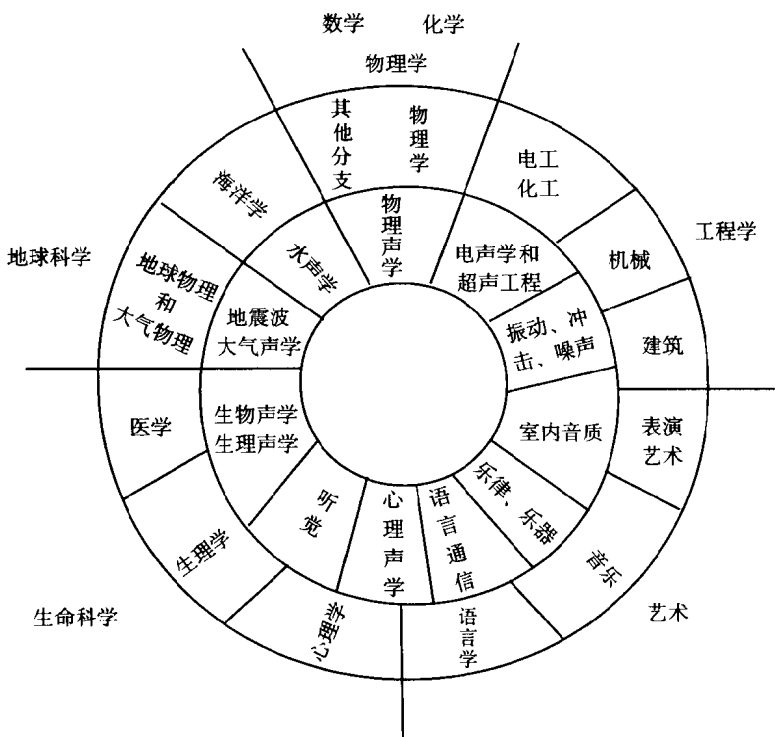 数学 化学
物理学
其他分支
物理学
电工
化工
机械
建筑
工程学
表演
艺术
音乐
艺术
语言学
心理学
生理学
医学
生命科学
地球物理
和
大气物理
海洋学
地球科学
物理声学
电声学和
超声工程
振动、冲
击、噪声
室内音质
乐律、乐器
语言通信
心理声学
听觉
生物声学
生理声学
地震波
大气声学
水声学